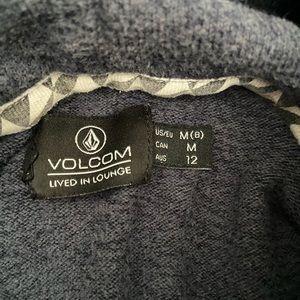 VOLCOM
LIVED IN LOUNGE
US/EU M(8)
CAN M
AUS 12